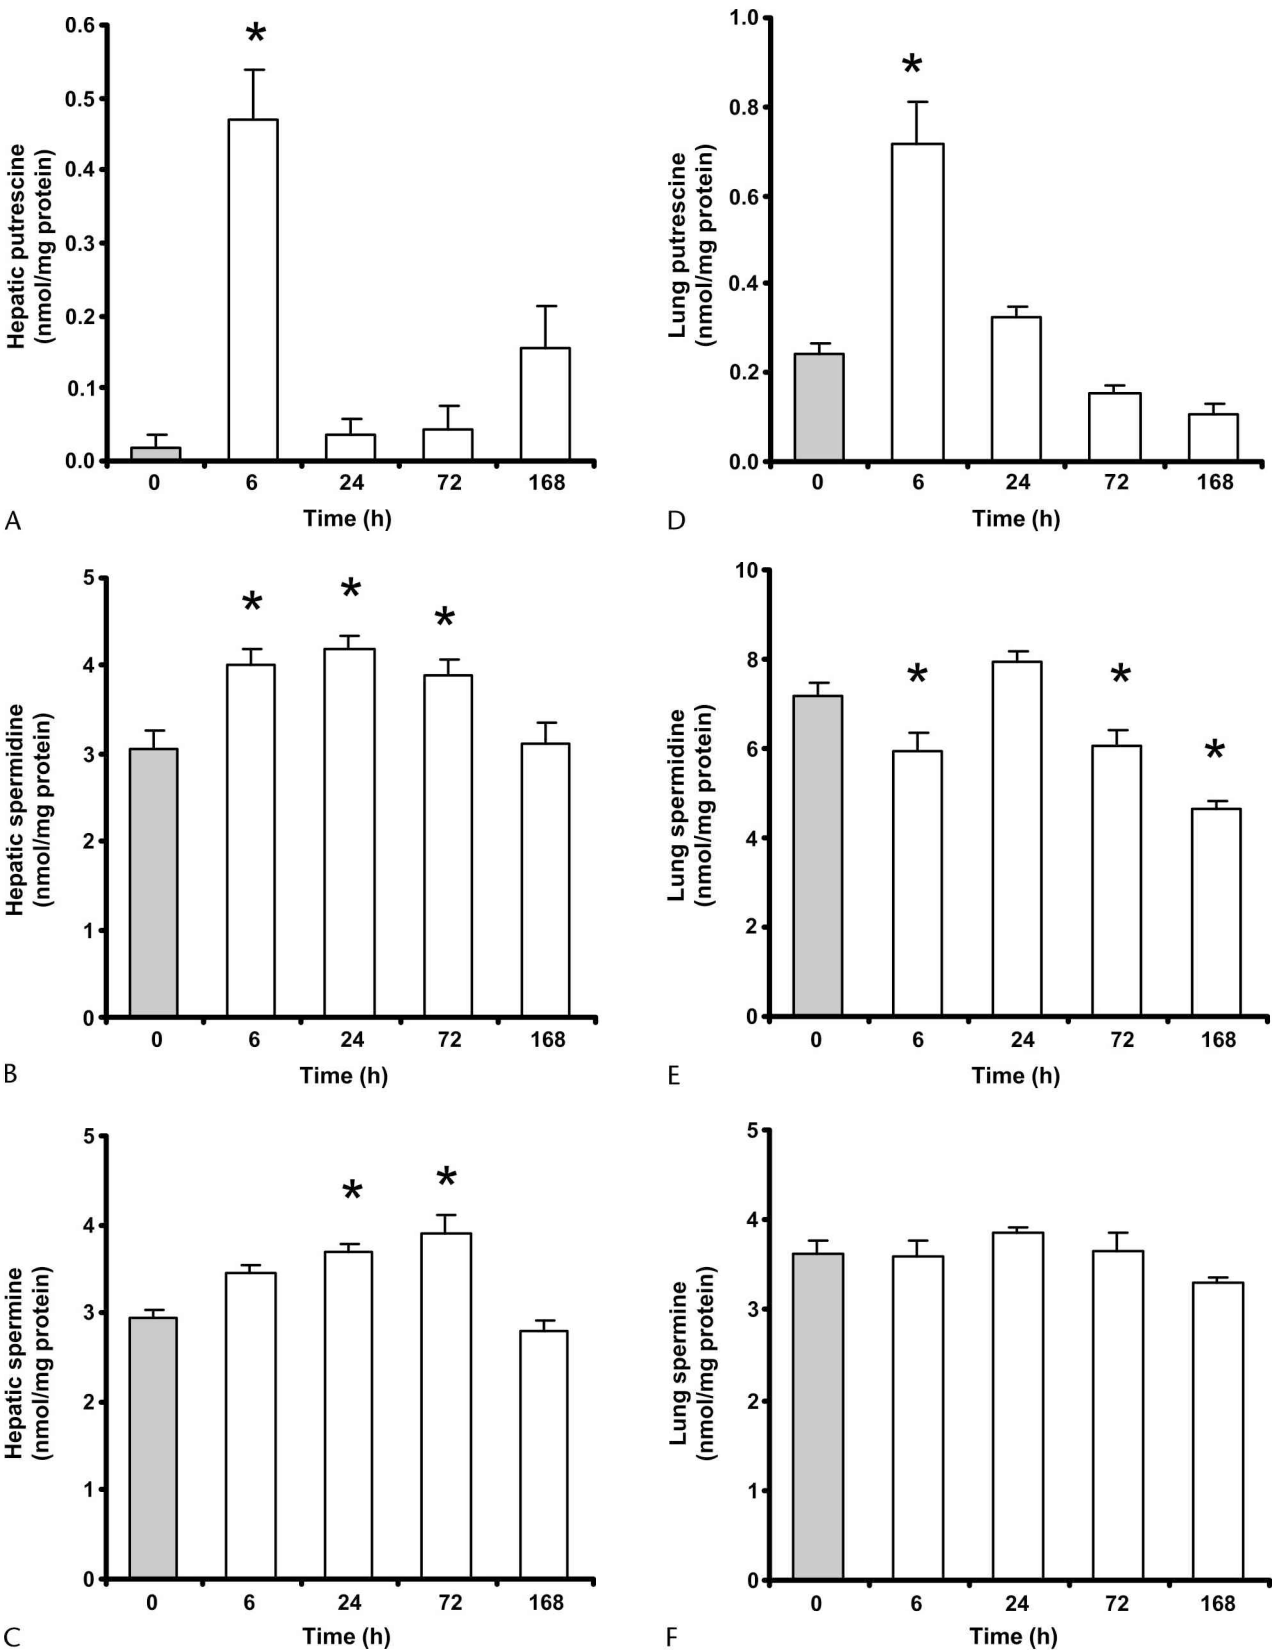 Hepatic putrescine
(nmol/mg protein)
0.6
0.5
0.4
0.3
0.2
0.1
0.0
*
0 6 24 72 168
Time (h)
A
Lung putrescine
(nmol/mg protein)
1.0
0.8
0.6
0.4
0.2
0.0
*
0 6 24 72 168
Time (h)
D
Hepatic spermidine
(nmol/mg protein)
5
4
3
2
1
0
* * *
0 6 24 72 168
Time (h)
B
Lung spermidine
(nmol/mg protein)
10
8
6
4
2
0
* * *
0 6 24 72 168
Time (h)
E
Hepatic spermine
(nmol/mg protein)
5
4
3
2
1
0
* *
0 6 24 72 168
Time (h)
C
Lung spermine
(nmol/mg protein)
5
4
3
2
1
0
0 6 24 72 168
Time (h)
F